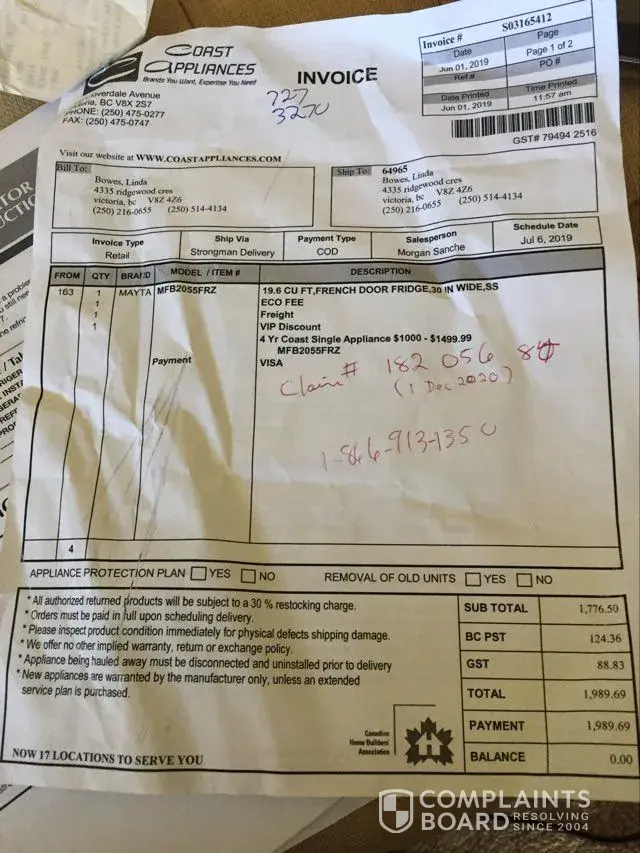 COAST
APPLIANCES
Brands You Want, Expertise You Need
INVOICE
727
3270
Invoice # S03165412
Date Page
Jun 01, 2019 Page 1 of 2
Ref # PO #
Date Printed Time Printed
Jun 01, 2019 11:57 am
GST# 79494 2516
loverdale Avenue
oria, BC V8X 2S7
PHONE: (250) 475-0277
FAX: (250) 475-0747
Visit our website at WWW.COASTAPPLIANCES.COM
Bill To:
Bowes, Linda
4335 ridgewood cres
victoria, bc V8Z 4Z6
(250) 216-0655 (250) 514-4134
Ship To: 64965
Bowes, Linda
4335 ridgewood cres
victoria, bc V8Z 4Z6
(250) 216-0655 (250) 514-4134
Invoice Type Ship Via Payment Type Salesperson Schedule Date
Retail Strongman Delivery COD Morgan Sanche Jul 6, 2019
FROM QTY BRAND MODEL / ITEM # DESCRIPTION
163 1 MAYTA MFB2055FRZ 19.6 CU FT,FRENCH DOOR FRIDGE,30 IN WIDE,SS
1 ECO FEE
1 Freight
1 VIP Discount
4 Yr Coast Single Appliance $1000 - $1499.99
MFB2055FRZ
Payment VISA
Claim # 182 056 84
(1 Dec 2020)
1-866-913-1350
4
APPLIANCE PROTECTION PLAN YES NO REMOVAL OF OLD UNITS YES NO
* All authorized returned products will be subject to a 30 % restocking charge.
* Orders must be paid in full upon scheduling delivery.
* Please inspect product condition immediately for physical defects shipping damage.
* We offer no other implied warranty, return or exchange policy.
* Appliance being hauled away must be disconnected and uninstalled prior to delivery
* New appliances are warranted by the manufacturer only, unless an extended
service plan is purchased.
SUB TOTAL 1,776.50
BC PST 124.36
GST 88.83
TOTAL 1,989.69
PAYMENT 1,989.69
BALANCE 0.00
Canadian
Home Builders'
Association
NOW 17 LOCATIONS TO SERVE YOU
COMPLAINTS
BOARD RESOLVING
SINCE 2004